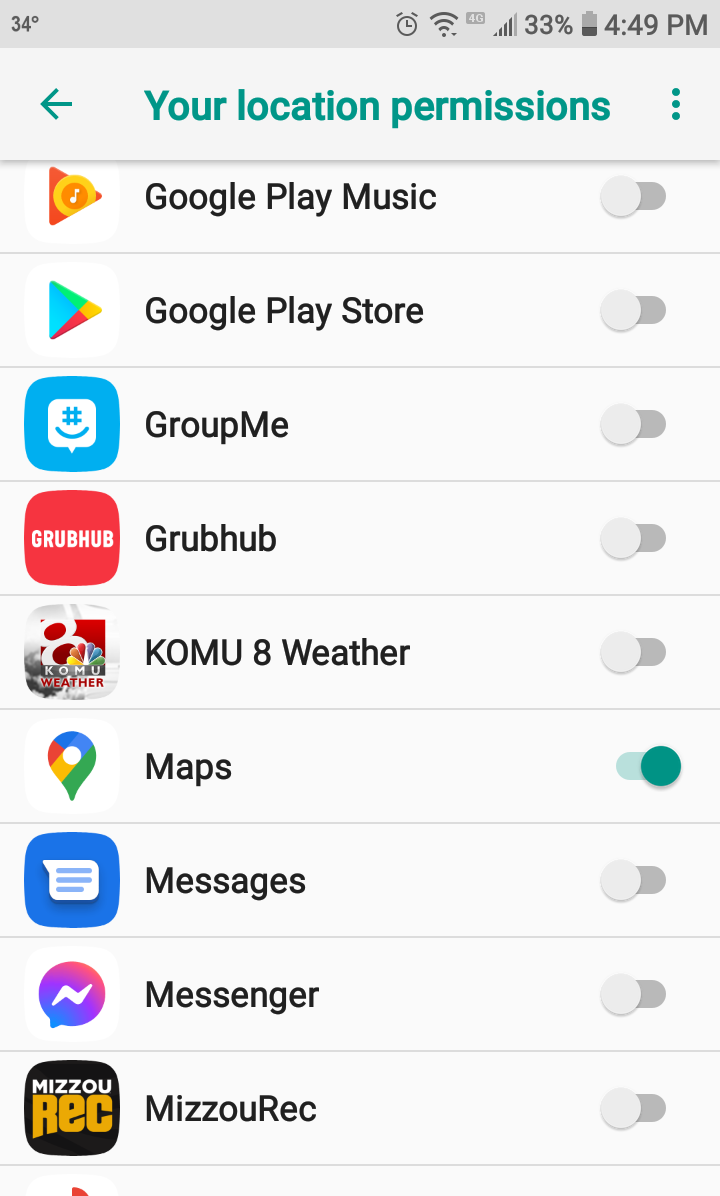 34° 4G 33% 4:49 PM
Your location permissions
Google Play Music
Google Play Store
#
GroupMe
GRUBHUB
Grubhub
8
KOMU
WEATHER
KOMU 8 Weather
Maps
Messages
Messenger
MIZZOU
REC
MizzouRec